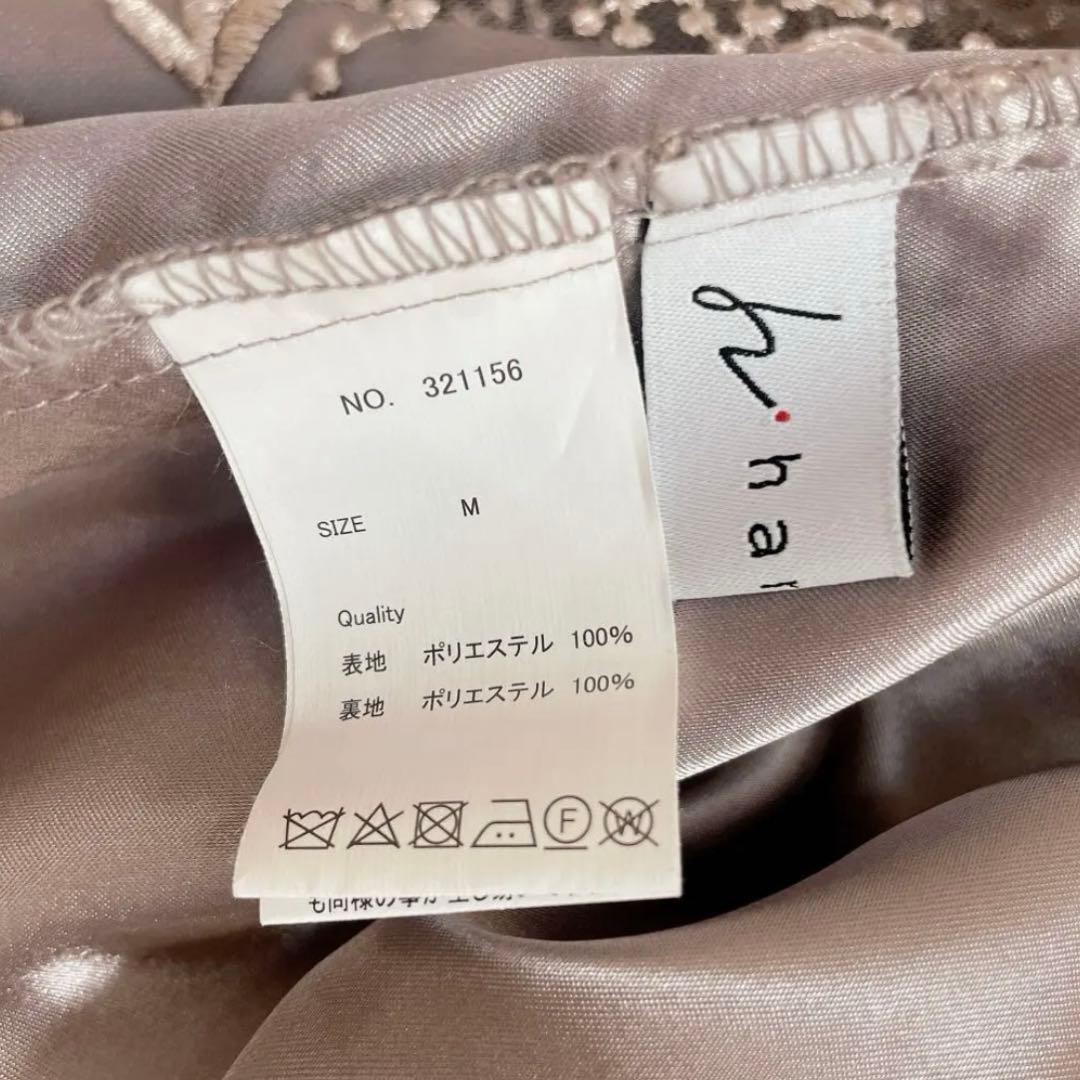 NO. 321156
SIZE M
Quality
表地 ポリエステル 100%
裏地 ポリエステル 100%
F
W
h
har